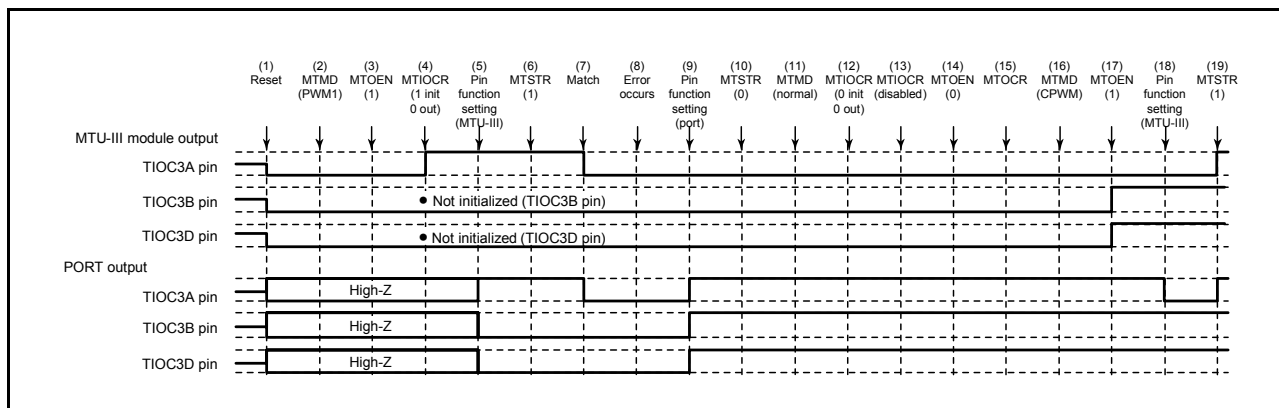 (1) (2) (3) (4) (5) (6) (7) (8) (9) (10) (11) (12) (13) (14) (15) (16) (17) (18) (19)
Reset MTMD MTOEN MTIOCR Pin MTSTR Match Error Pin MTSTR MTMD MTIOCR MTIOCR MTOEN MTOCR MTMD MTOEN Pin MTSTR
(PWM1) (1) (1 init function (1) occurs function (0) (normal) (0 init (disabled) (0) (CPWM) (1) function (1)
0 out) setting setting 0 out) setting
(MTU-III) (port) (MTU-III)
MTU-III module output
TIOC3A pin
TIOC3B pin ● Not initialized (TIOC3B pin)
TIOC3D pin ● Not initialized (TIOC3D pin)
PORT output
TIOC3A pin High-Z
TIOC3B pin High-Z
TIOC3D pin High-Z